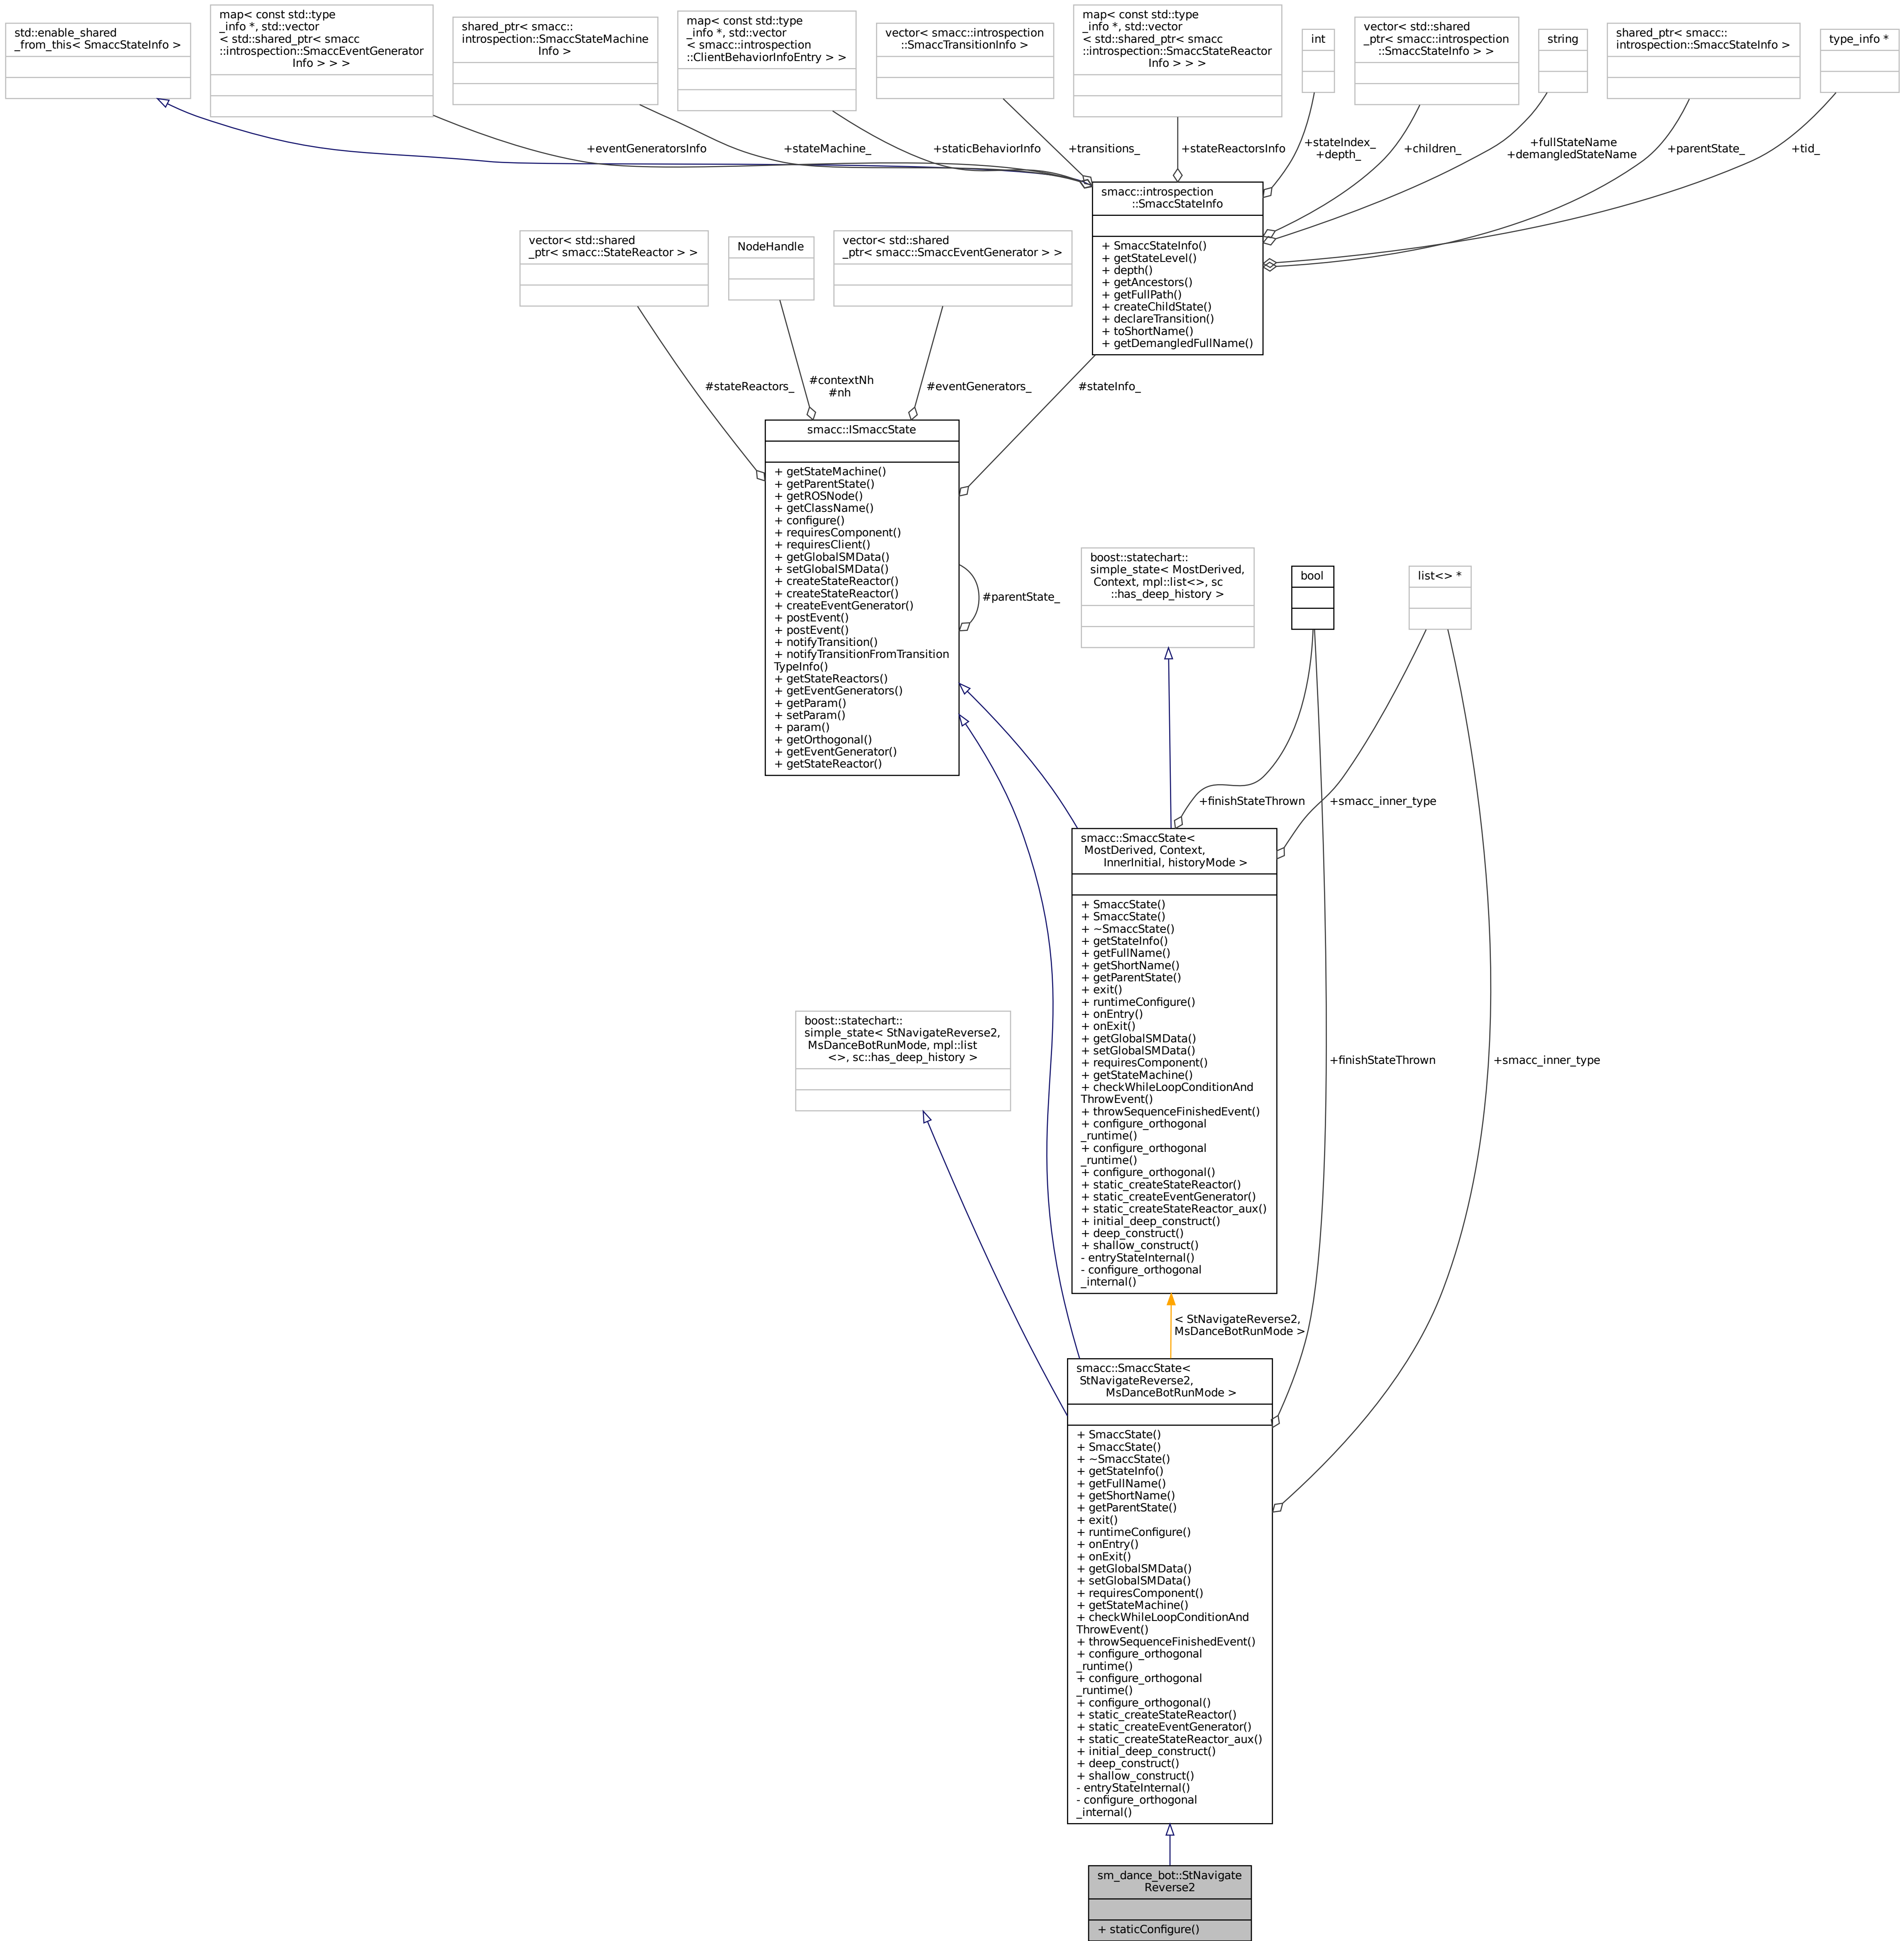 std::enable_shared
_from_this< SmaccStateInfo >
map< const std::type
_info *, std::vector
< std::shared_ptr< smacc
::introspection::SmaccEventGenerator
Info > > >
shared_ptr< smacc::
introspection::SmaccStateMachine
Info >
map< const std::type
_info *, std::vector
< smacc::introspection
::ClientBehaviorInfoEntry > >
vector< smacc::introspection
::SmaccTransitionInfo >
map< const std::type
_info *, std::vector
< std::shared_ptr< smacc
::introspection::SmaccStateReactor
Info > > >
int
vector< std::shared
_ptr< smacc::introspection
::SmaccStateInfo > >
string
shared_ptr< smacc::
introspection::SmaccStateInfo >
type_info *
+eventGeneratorsInfo
+stateMachine_
+staticBehaviorInfo
+transitions_
+stateReactorsInfo
+stateIndex_
+depth_
+children_
+fullStateName
+demangledStateName
+parentState_
+tid_
smacc::introspection
::SmaccStateInfo
+ SmaccStateInfo()
+ getStateLevel()
+ depth()
+ getAncestors()
+ getFullPath()
+ createChildState()
+ declareTransition()
+ toShortName()
+ getDemangledFullName()
vector< std::shared
_ptr< smacc::StateReactor > >
NodeHandle
vector< std::shared
_ptr< smacc::SmaccEventGenerator > >
#stateReactors_
#contextNh
#nh
#eventGenerators_
#stateInfo_
smacc::ISmaccState
+ getStateMachine()
+ getParentState()
+ getROSNode()
+ getClassName()
+ configure()
+ requiresComponent()
+ requiresClient()
+ getGlobalSMData()
+ setGlobalSMData()
+ createStateReactor()
+ createStateReactor()
+ createEventGenerator()
+ postEvent()
+ postEvent()
+ notifyTransition()
+ notifyTransitionFromTransition
TypeInfo()
+ getStateReactors()
+ getEventGenerators()
+ getParam()
+ setParam()
+ param()
+ getOrthogonal()
+ getEventGenerator()
+ getStateReactor()
#parentState_
boost::statechart::
simple_state< MostDerived,
Context, mpl::list<>, sc
::has_deep_history >
bool
list<> *
+finishStateThrown
+smacc_inner_type
smacc::SmaccState<
MostDerived, Context,
InnerInitial, historyMode >
+ SmaccState()
+ SmaccState()
+ ~SmaccState()
+ getStateInfo()
+ getFullName()
+ getShortName()
+ getParentState()
+ exit()
+ runtimeConfigure()
+ onEntry()
+ onExit()
+ getGlobalSMData()
+ setGlobalSMData()
+ requiresComponent()
+ getStateMachine()
+ checkWhileLoopConditionAnd
ThrowEvent()
+ throwSequenceFinishedEvent()
+ configure_orthogonal
_runtime()
+ configure_orthogonal
_runtime()
+ configure_orthogonal()
+ static_createStateReactor()
+ static_createEventGenerator()
+ static_createStateReactor_aux()
+ initial_deep_construct()
+ deep_construct()
+ shallow_construct()
- entryStateInternal()
- configure_orthogonal
_internal()
boost::statechart::
simple_state< StNavigateReverse2,
MsDanceBotRunMode, mpl::list
<>, sc::has_deep_history >
+finishStateThrown
+smacc_inner_type
< StNavigateReverse2,
MsDanceBotRunMode >
smacc::SmaccState<
StNavigateReverse2,
MsDanceBotRunMode >
+ SmaccState()
+ SmaccState()
+ ~SmaccState()
+ getStateInfo()
+ getFullName()
+ getShortName()
+ getParentState()
+ exit()
+ runtimeConfigure()
+ onEntry()
+ onExit()
+ getGlobalSMData()
+ setGlobalSMData()
+ requiresComponent()
+ getStateMachine()
+ checkWhileLoopConditionAnd
ThrowEvent()
+ throwSequenceFinishedEvent()
+ configure_orthogonal
_runtime()
+ configure_orthogonal
_runtime()
+ configure_orthogonal()
+ static_createStateReactor()
+ static_createEventGenerator()
+ static_createStateReactor_aux()
+ initial_deep_construct()
+ deep_construct()
+ shallow_construct()
- entryStateInternal()
- configure_orthogonal
_internal()
sm_dance_bot::StNavigate
Reverse2
+ staticConfigure()